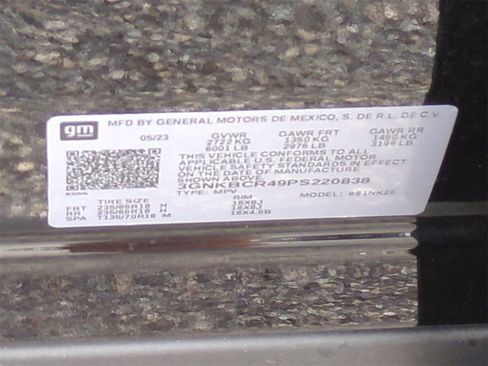 gm MFD BY GENERAL MOTORS DE MEXICO, S. DE R.L. DE C.V.
05/23 GVWR GAWR FRT GAWR RR
2722 KG 1350 KG 1450 KG
6001 LB 2976 LB 3196 LB
THIS VEHICLE CONFORMS TO ALL
APPLICABLE U.S. FEDERAL MOTOR
VEHICLE SAFETY STANDARDS IN EFFECT
ON THE DATE OF MANUFACTURE
SHOWN ABOVE.
3GNKBCR49PS220838
TYPE: MPV MODEL:
TIRE SIZE RIM
FRT 235/65R18 H 18X8J
RR 235/65R18 H 18X8J
SPA T135/70R18 M 18X4.5B